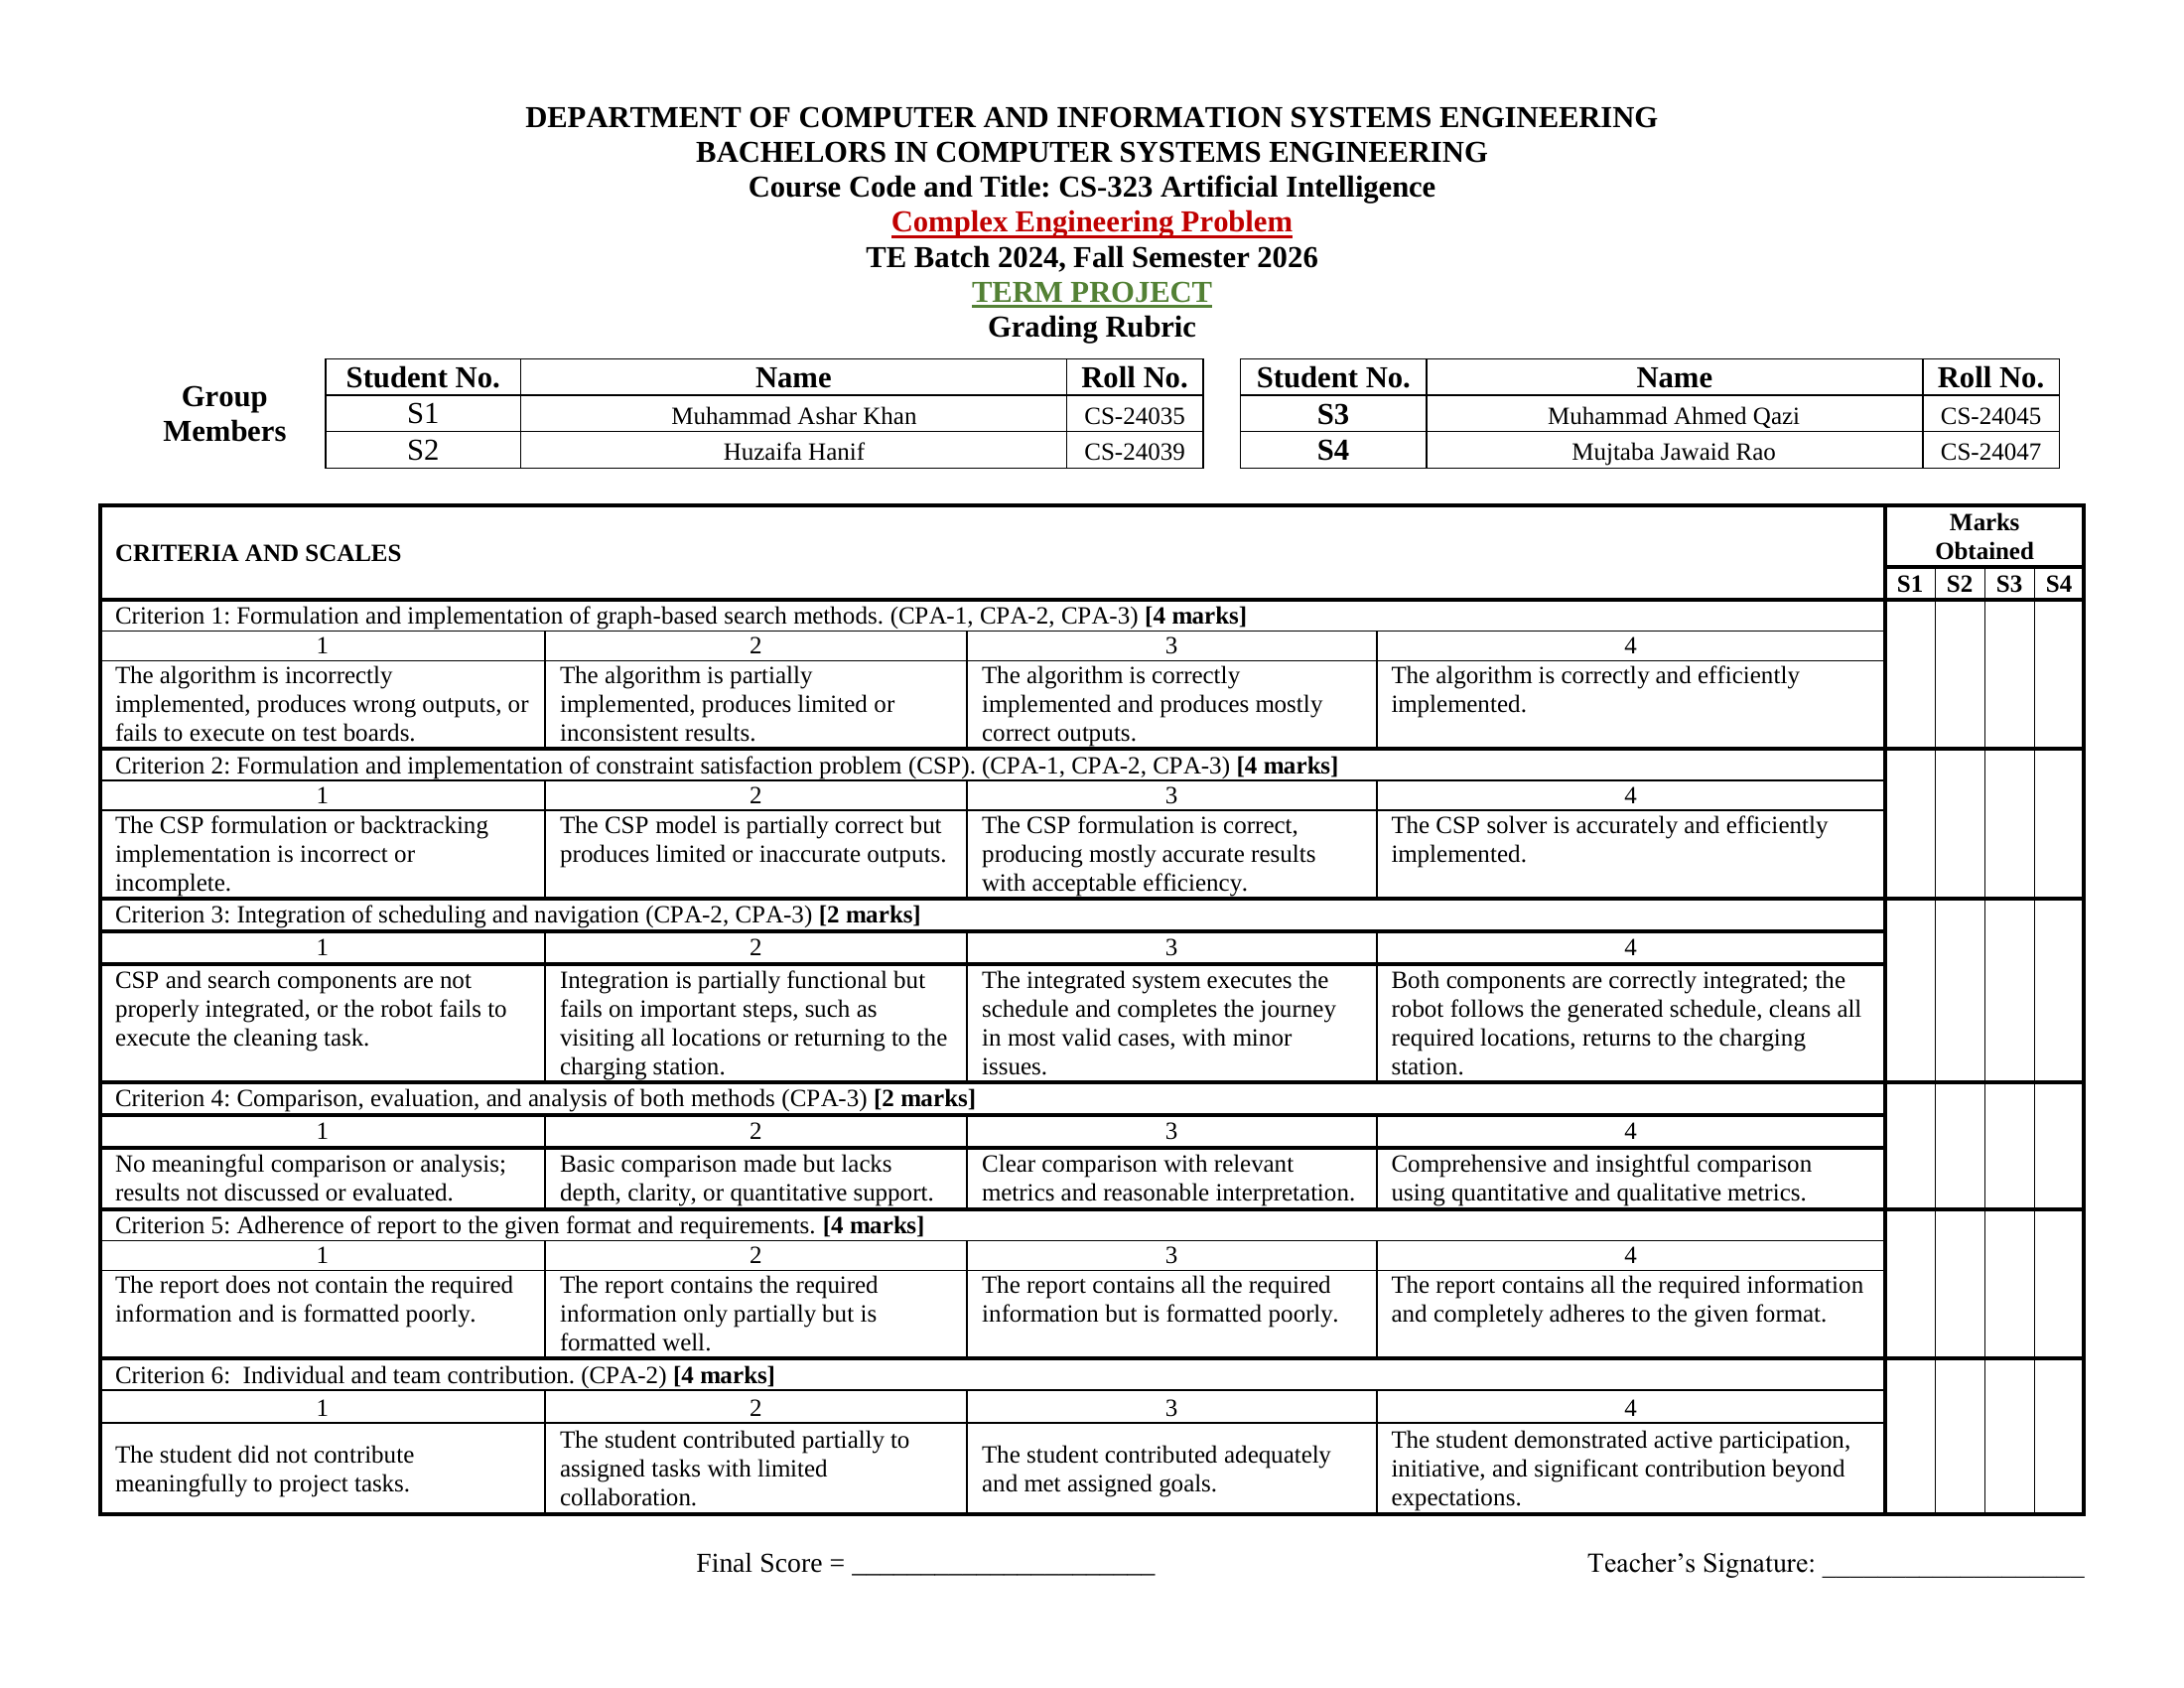 DEPARTMENT OF COMPUTER AND INFORMATION SYSTEMS ENGINEERING
BACHELORS IN COMPUTER SYSTEMS ENGINEERING
Course Code and Title: CS-323 Artificial Intelligence
Complex Engineering Problem
TE Batch 2024, Fall Semester 2026
TERM PROJECT
Grading Rubric
Group
Members
Student No. Name Roll No.
S1 Muhammad Ashar Khan CS-24035
S2 Huzaifa Hanif CS-24039
Student No. Name Roll No.
S3 Muhammad Ahmed Qazi CS-24045
S4 Mujtaba Jawaid Rao CS-24047
CRITERIA AND SCALES
Marks
Obtained
S1 S2 S3 S4
Criterion 1: Formulation and implementation of graph-based search methods. (CPA-1, CPA-2, CPA-3) [4 marks]
1 2 3 4
The algorithm is incorrectly
implemented, produces wrong outputs, or
fails to execute on test boards.
The algorithm is partially
implemented, produces limited or
inconsistent results.
The algorithm is correctly
implemented and produces mostly
correct outputs.
The algorithm is correctly and efficiently
implemented.
Criterion 2: Formulation and implementation of constraint satisfaction problem (CSP). (CPA-1, CPA-2, CPA-3) [4 marks]
1 2 3 4
The CSP formulation or backtracking
implementation is incorrect or
incomplete.
The CSP model is partially correct but
produces limited or inaccurate outputs.
The CSP formulation is correct,
producing mostly accurate results
with acceptable efficiency.
The CSP solver is accurately and efficiently
implemented.
Criterion 3: Integration of scheduling and navigation (CPA-2, CPA-3) [2 marks]
1 2 3 4
CSP and search components are not
properly integrated, or the robot fails to
execute the cleaning task.
Integration is partially functional but
fails on important steps, such as
visiting all locations or returning to the
charging station.
The integrated system executes the
schedule and completes the journey
in most valid cases, with minor
issues.
Both components are correctly integrated; the
robot follows the generated schedule, cleans all
required locations, returns to the charging
station.
Criterion 4: Comparison, evaluation, and analysis of both methods (CPA-3) [2 marks]
1 2 3 4
No meaningful comparison or analysis;
results not discussed or evaluated.
Basic comparison made but lacks
depth, clarity, or quantitative support.
Clear comparison with relevant
metrics and reasonable interpretation.
Comprehensive and insightful comparison
using quantitative and qualitative metrics.
Criterion 5: Adherence of report to the given format and requirements. [4 marks]
1 2 3 4
The report does not contain the required
information and is formatted poorly.
The report contains the required
information only partially but is
formatted well.
The report contains all the required
information but is formatted poorly.
The report contains all the required information
and completely adheres to the given format.
Criterion 6:  Individual and team contribution. (CPA-2) [4 marks]
1 2 3 4
The student did not contribute
meaningfully to project tasks.
The student contributed partially to
assigned tasks with limited
collaboration.
The student contributed adequately
and met assigned goals.
The student demonstrated active participation,
initiative, and significant contribution beyond
expectations.
Final Score = ______________________ Teacher’s Signature: ___________________